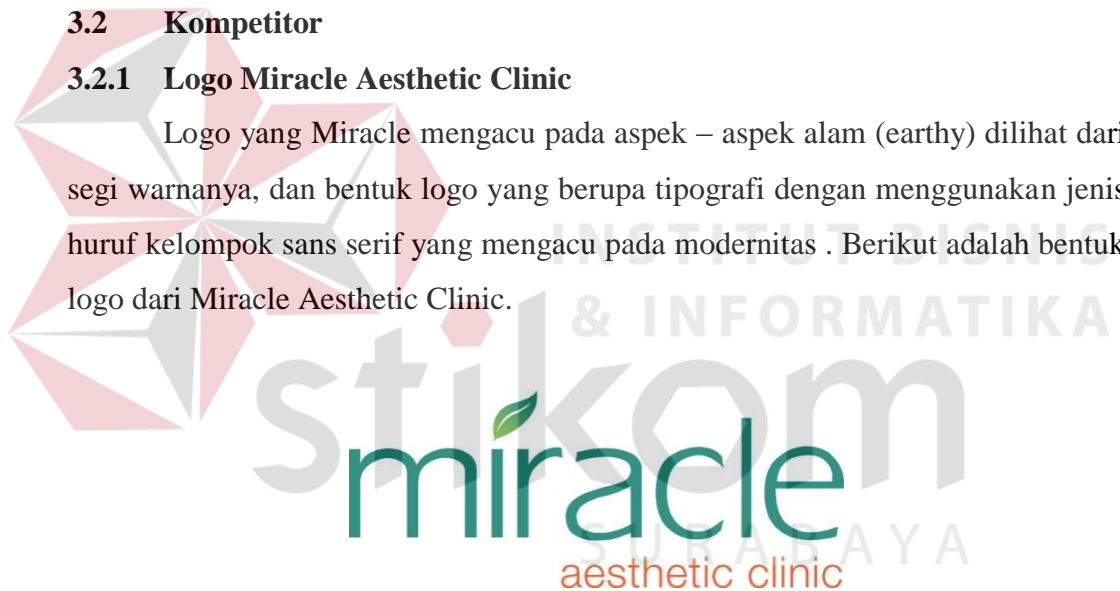 3.2 Kompetitor
3.2.1 Logo Miracle Aesthetic Clinic
Logo yang Miracle mengacu pada aspek – aspek alam (earthy) dilihat dari
segi warnanya, dan bentuk logo yang berupa tipografi dengan menggunakan jenis
huruf kelompok sans serif yang mengacu pada modernitas . Berikut adalah bentuk
logo dari Miracle Aesthetic Clinic.
INSTITUT BISNIS
& INFORMATIKA
stikom
SURABAYA
miracle
aesthetic clinic